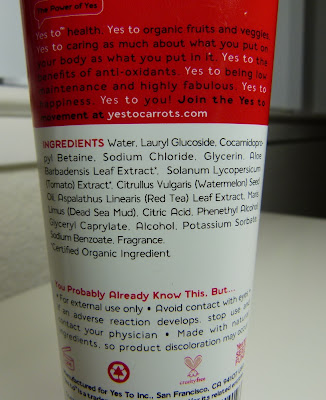 The Power of Yes
Yes to™ health. Yes to organic fruits and veggies.
Yes to caring as much about what you put on
your body as what you put in it. Yes to the
benefits of anti-oxidants. Yes to being low
maintenance and highly fabulous. Yes to
happiness. Yes to you! Join the Yes to
movement at yestocarrots.com
INGREDIENTS Water, Lauryl Glucoside, Cocamidopro-
pyl Betaine, Sodium Chloride, Glycerin, Aloe
Barbadensis Leaf Extract*, Solanum Lycopersicum
(Tomato) Extract*, Citrullus Vulgaris (Watermelon) Seed
Oil, Aspalathus Linearis (Red Tea) Leaf Extract, Maris
Limus (Dead Sea Mud), Citric Acid, Phenethyl Alcohol,
Glyceryl Caprylate, Alcohol, Potassium Sorbate,
Sodium Benzoate, Fragrance.
*Certified Organic Ingredient
You Probably Already Know This, But...
• For external use only • Avoid contact with eyes •
If an adverse reaction develops, stop use and
contact your physician • Made with natural
ingredients, so product discoloration may occur
crueltyfree
Manufactured for Yes To Inc., San Francisco, CA 94107